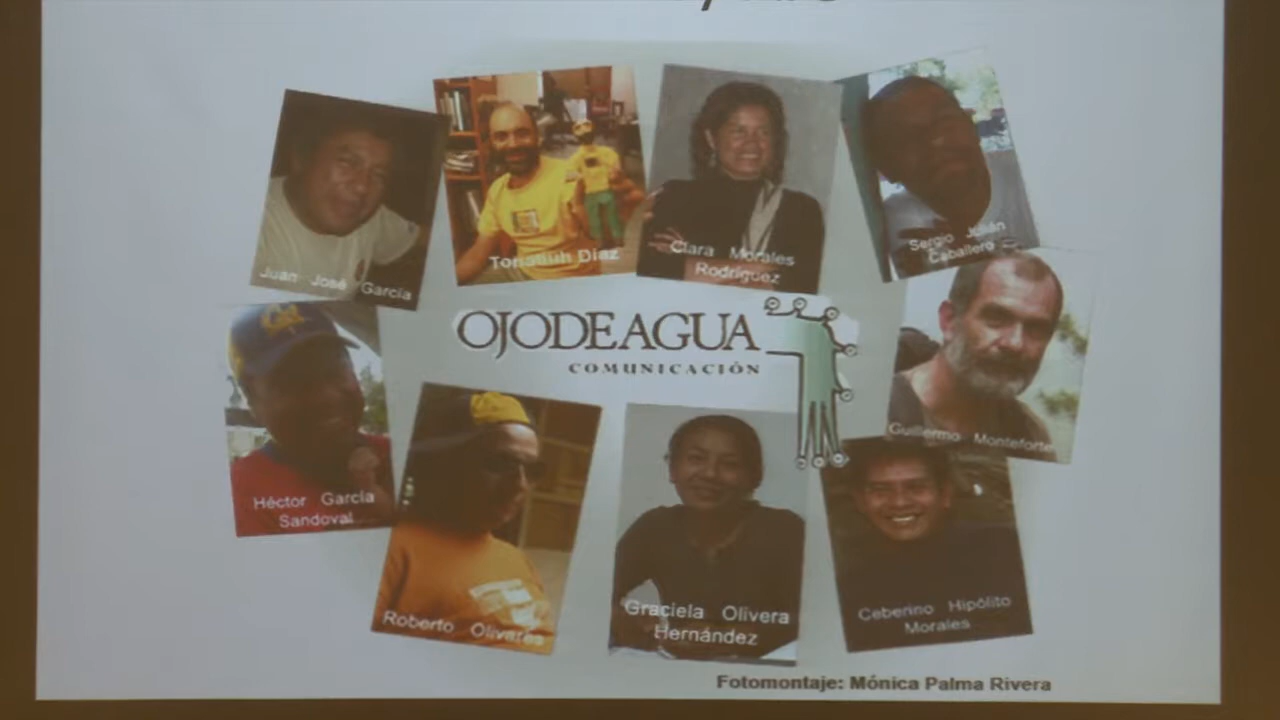 Juan José García
Tonatiuh Díaz
Clara Morales
Rodríguez
Sergio Julián
Caballero
OJODEAGUA
COMUNICACIÓN
Guillermo Monteforte
Héctor García
Sandoval
Roberto Olivares
Graciela Olivera
Hernández
Ceberino Hipólito
Morales
Fotomontaje: Mónica Palma Rivera